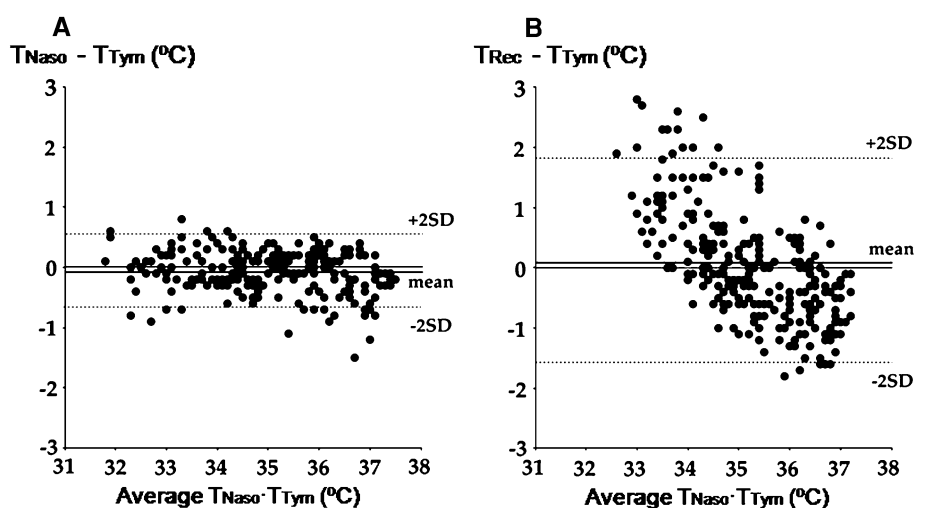 A
TNaso - TTym (ºC)
3
2
1
0
-1
-2
-3
+2SD
mean
-2SD
31 32 33 34 35 36 37 38
Average TNaso·TTym (ºC)
B
TRec - TTym (ºC)
3
2
1
0
-1
-2
-3
+2SD
mean
-2SD
31 32 33 34 35 36 37 38
Average TNaso·TTym (ºC)